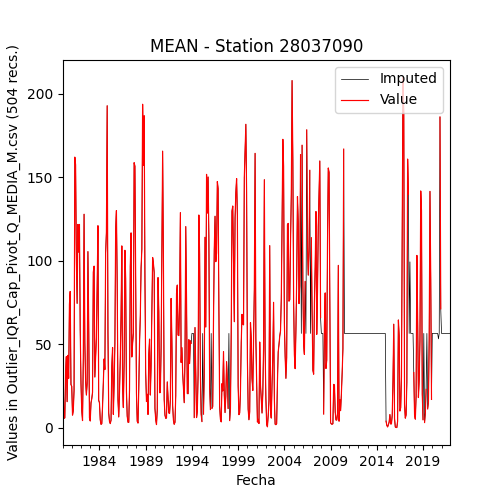 MEAN - Station 28037090
Imputed
Value
Values in Outlier_IQR_Cap_Pivot_Q_MEDIA_M.csv (504 recs.)
200
150
100
50
0
1984 1989 1994 1999 2004 2009 2014 2019
Fecha